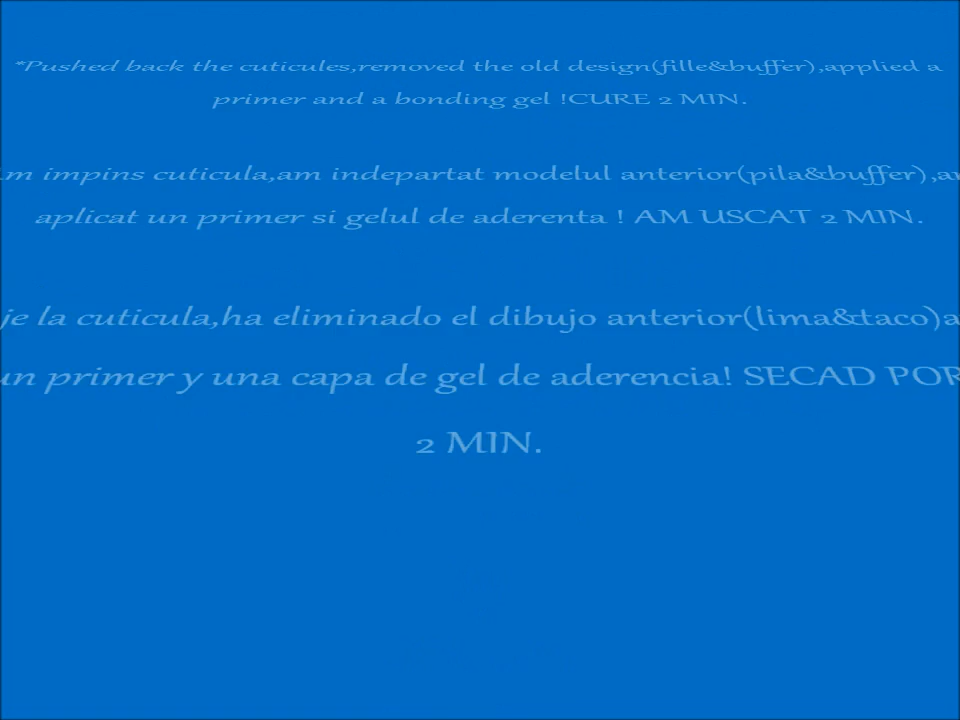 *Pushed back the cuticules,removed the old design(fille&buffer),applied a
primer and a bonding gel !CURE 2 MIN.
impins cuticula,am indepartat modelul anterior(pila&buffer)
aplicat un primer si gelul de aderenta ! AM USCAT 2 MIN.
la cuticula,ha eliminado el dibujo anterior(lima&taco)
un primer y una capa de gel de aderencia! SECAD POR
2 MIN.